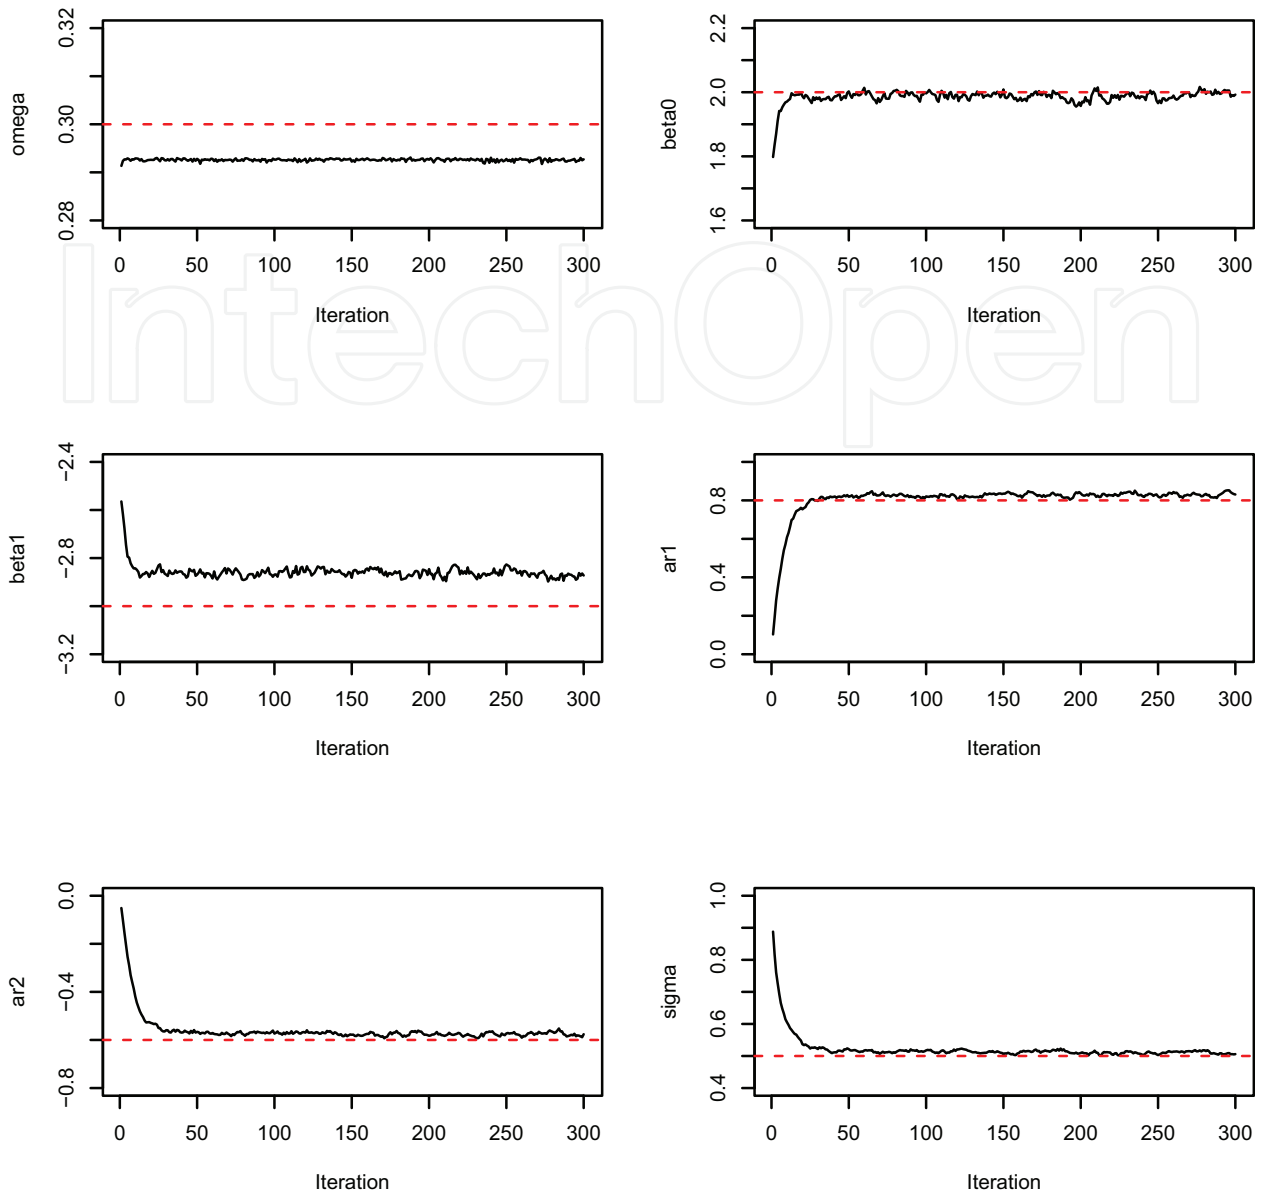 omega
0.28 0.30 0.32
0 50 100 150 200 250 300
Iteration
beta0
1.6 1.8 2.0 2.2
0 50 100 150 200 250 300
Iteration
IntechOpen
beta1
−3.2 −2.8 −2.4
0 50 100 150 200 250 300
Iteration
ar1
0.0 0.4 0.8
0 50 100 150 200 250 300
Iteration
ar2
−0.8 −0.4 0.0
0 50 100 150 200 250 300
Iteration
sigma
0.4 0.6 0.8 1.0
0 50 100 150 200 250 300
Iteration